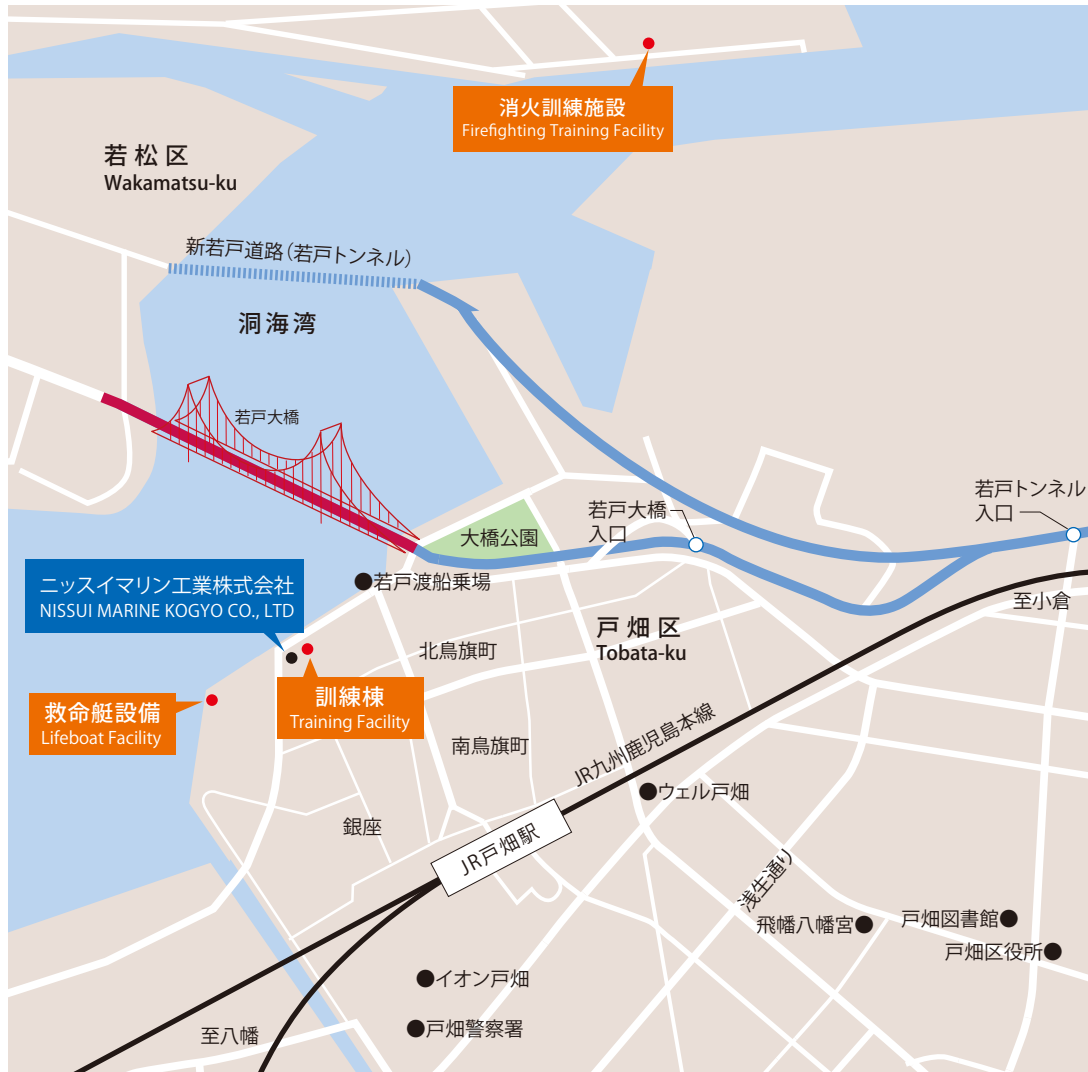 消火訓練施設
Firefighting Training Facility
若松区
Wakamatsu-ku
新若戸道路(若戸トンネル)
洞海湾
若戸大橋
若戸トンネル
入口
若戸大橋
入口
大橋公園
ニッスイマリン工業株式会社
NISSUI MARINE KOGYO CO., LTD
若戸渡船乗場
至小倉
戸畑区
Tobata-ku
北鳥旗町
訓練棟
Training Facility
救命艇設備
Lifeboat Facility
南鳥旗町
JR九州鹿児島本線
ウェル戸畑
銀座
JR戸畑駅
浅生通り
飛幡八幡宮
戸畑図書館
戸畑区役所
イオン戸畑
戸畑警察署
至八幡